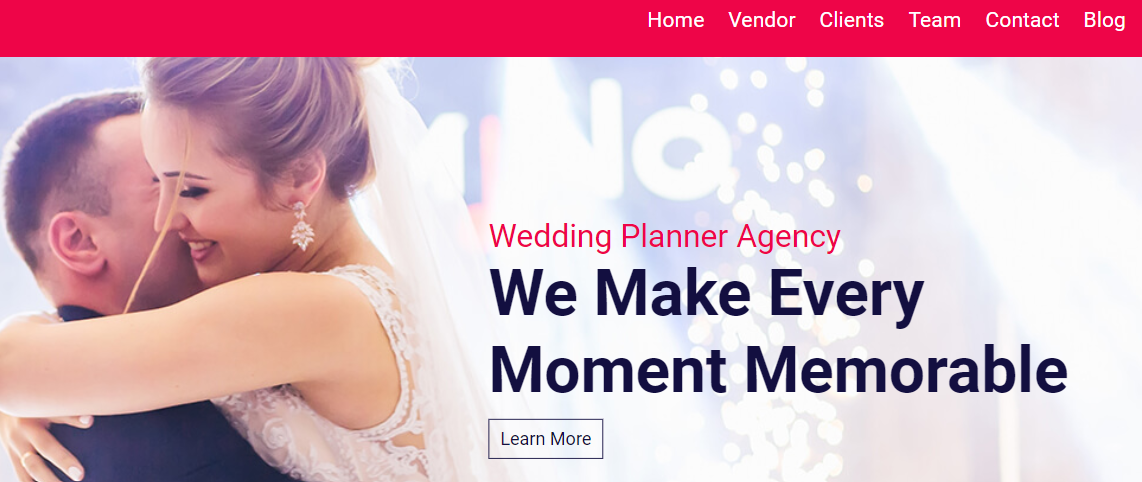 Home Vendor Clients Team Contact Blog
Wedding Planner Agency
We Make Every
Moment Memorable
Learn More